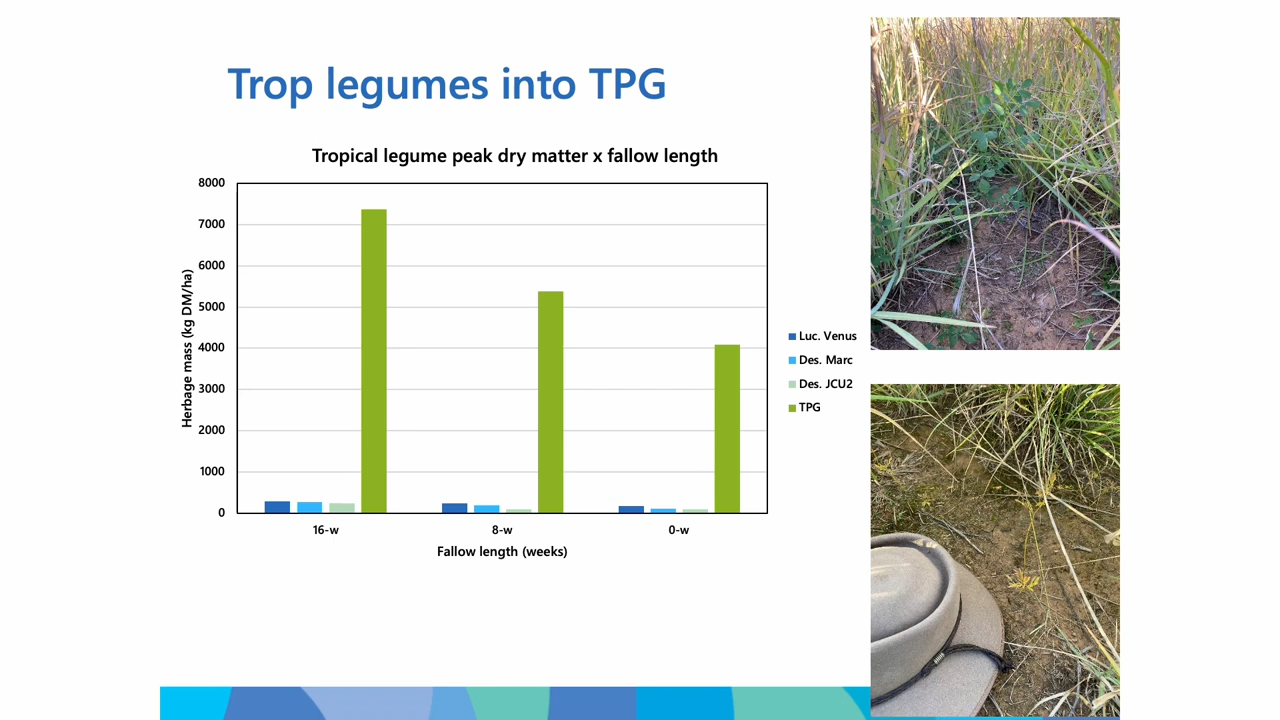 Trop legumes into TPG
Tropical legume peak dry matter x fallow length
Herbage mass (kg DM/ha)
8000
7000
6000
5000
4000
3000
2000
1000
0
16-w
8-w
0-w
Fallow length (weeks)
Luc. Venus
Des. Marc
Des. JCU2
TPG